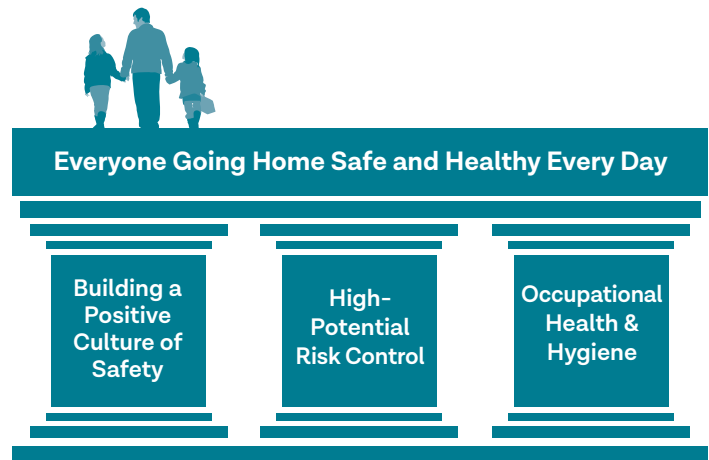 Everyone Going Home Safe and Healthy Every Day
Building a
Positive
Culture of
Safety
High-
Potential
Risk Control
Occupational
Health &
Hygiene